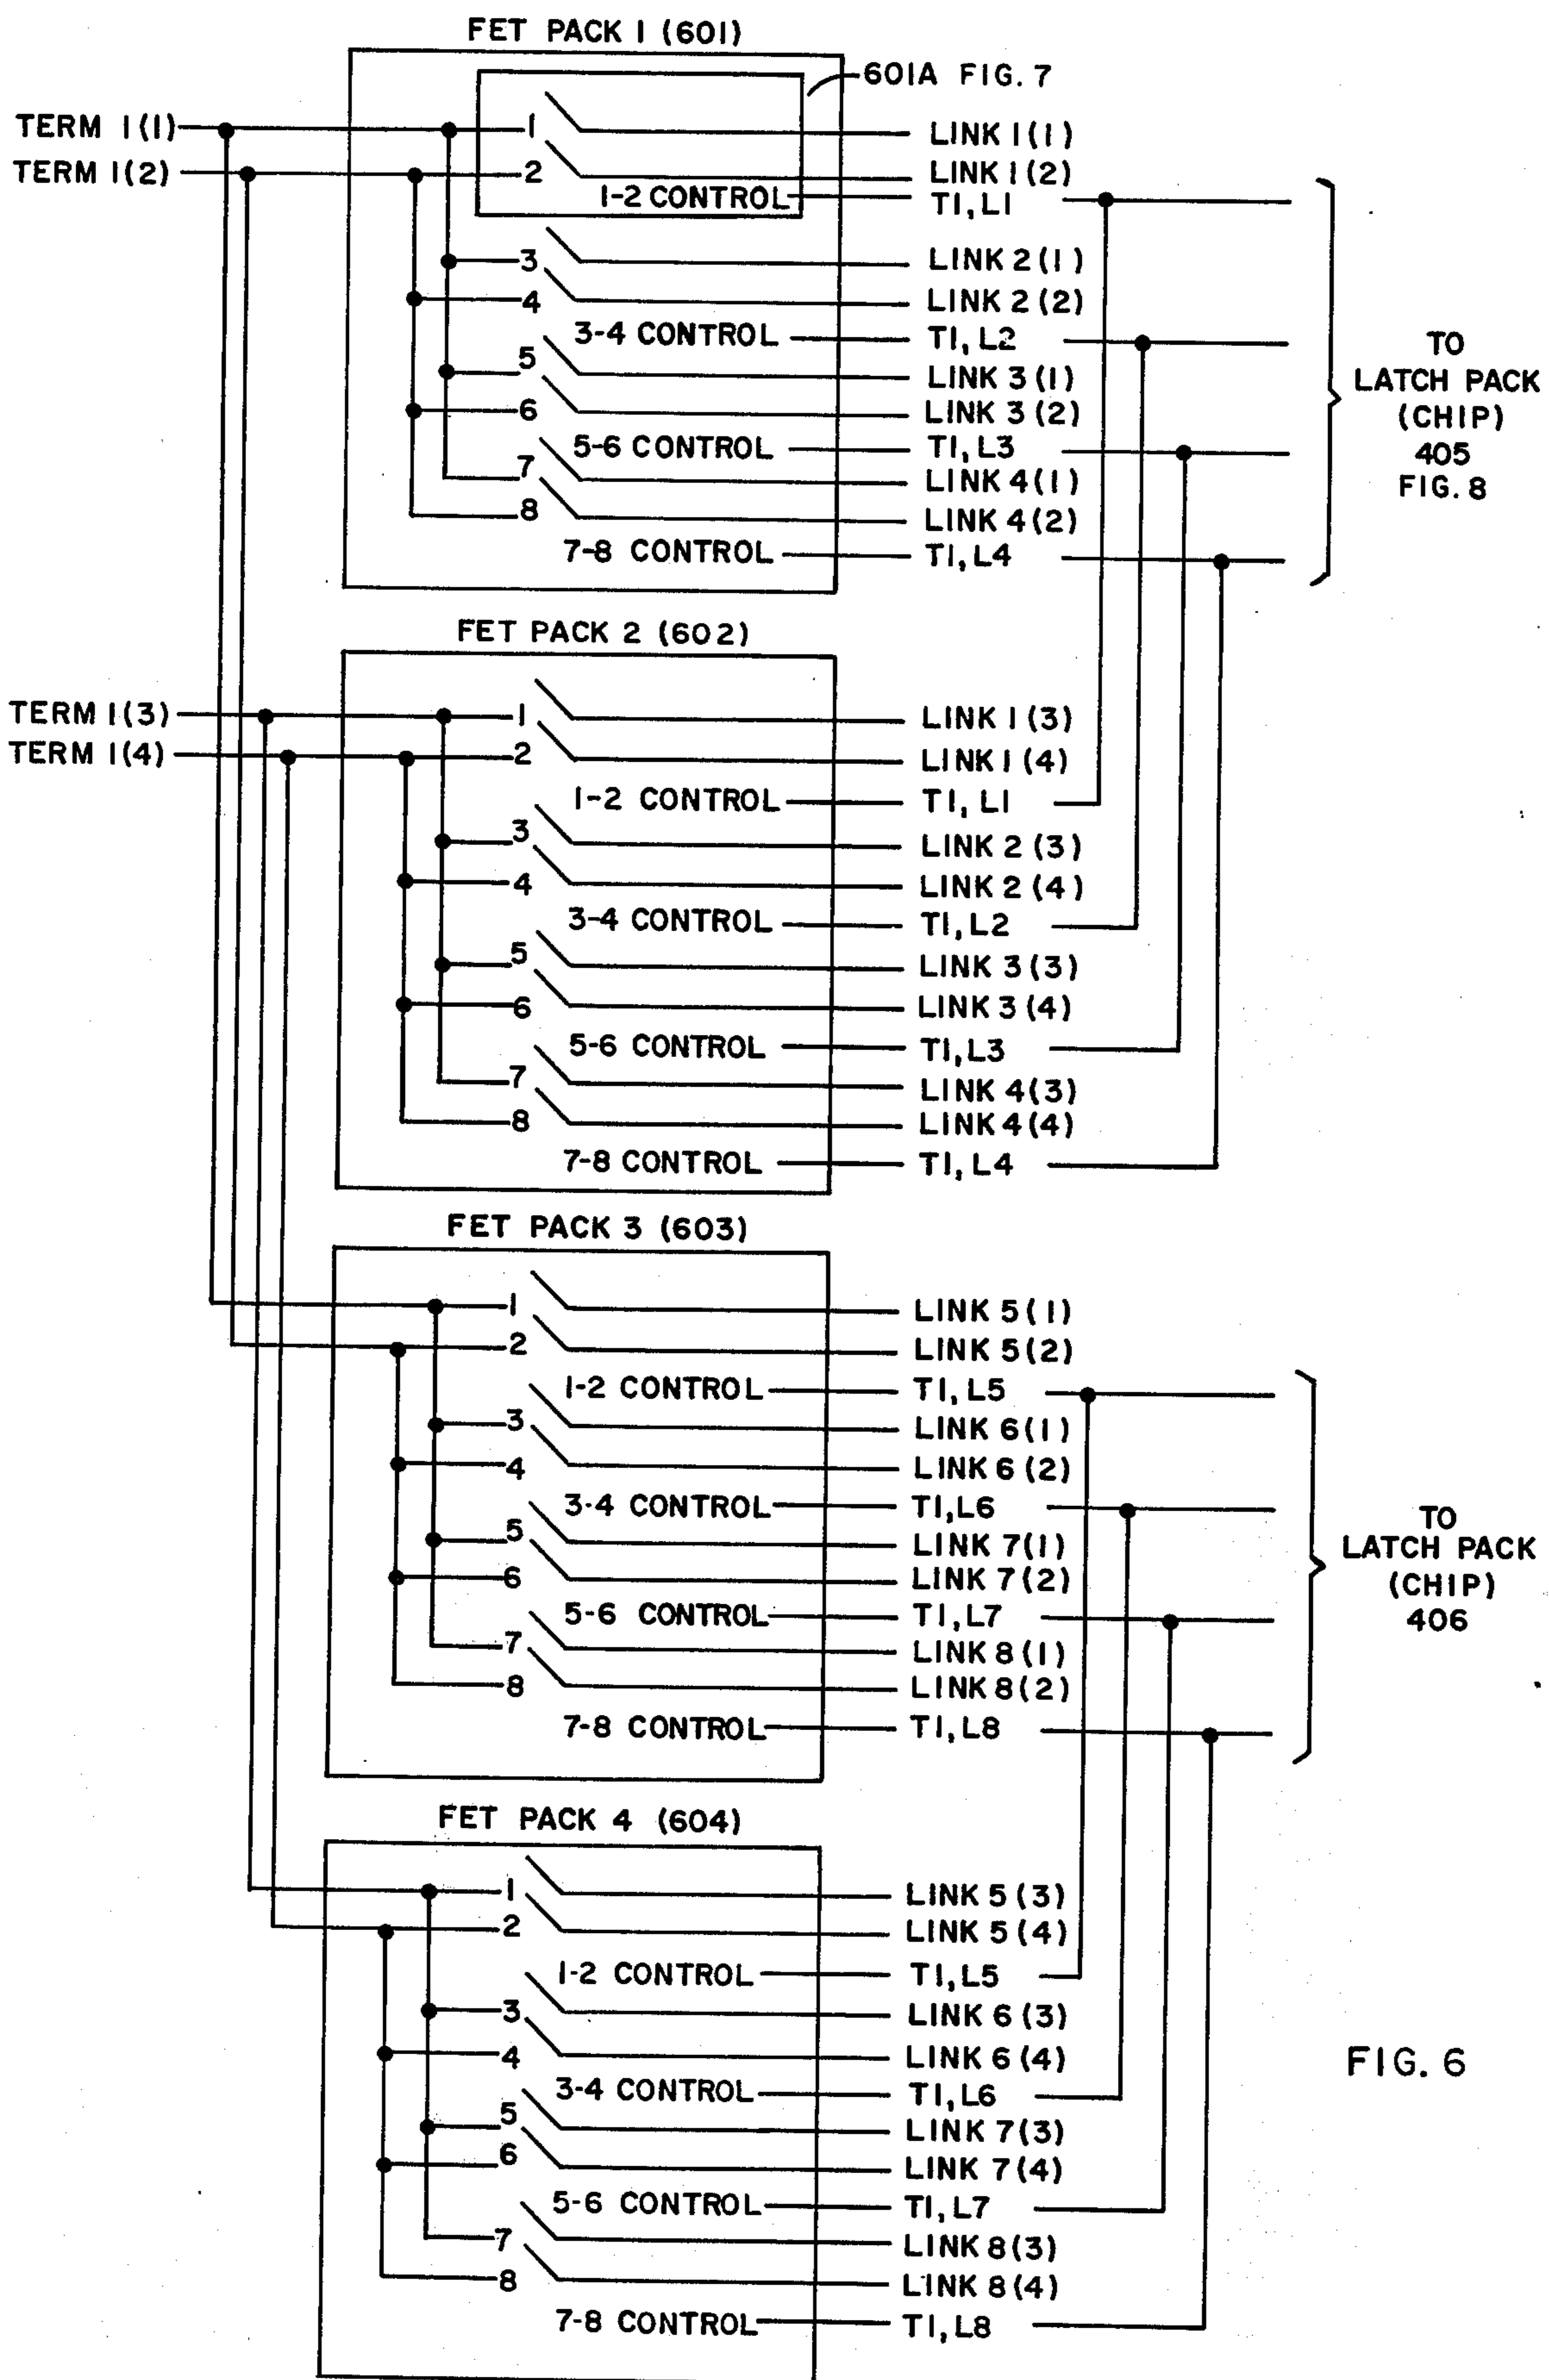 FET PACK 1 (601)
601A FIG. 7
TERM 1(1)
1
LINK 1(1)
TERM 1(2)
2
LINK 1(2)
1-2 CONTROL
T1, L1
3
LINK 2(1)
4
LINK 2(2)
3-4 CONTROL
T1, L2
5
LINK 3(1)
6
LINK 3(2)
5-6 CONTROL
T1, L3
7
LINK 4(1)
8
LINK 4(2)
7-8 CONTROL
T1, L4
TO
LATCH PACK
(CHIP)
405
FIG. 8
FET PACK 2 (602)
TERM 1(3)
1
LINK 1(3)
TERM 1(4)
2
LINK 1(4)
1-2 CONTROL
T1, L1
3
LINK 2(3)
4
LINK 2(4)
3-4 CONTROL
T1, L2
5
LINK 3(3)
6
LINK 3(4)
5-6 CONTROL
T1, L3
7
LINK 4(3)
8
LINK 4(4)
7-8 CONTROL
T1, L4
FET PACK 3 (603)
1
LINK 5(1)
2
LINK 5(2)
1-2 CONTROL
T1, L5
3
LINK 6(1)
4
LINK 6(2)
3-4 CONTROL
T1, L6
5
LINK 7(1)
6
LINK 7(2)
5-6 CONTROL
T1, L7
7
LINK 8(1)
8
LINK 8(2)
7-8 CONTROL
T1, L8
TO
LATCH PACK
(CHIP)
406
FET PACK 4 (604)
1
LINK 5(3)
2
LINK 5(4)
1-2 CONTROL
T1, L5
3
LINK 6(3)
4
LINK 6(4)
3-4 CONTROL
T1, L6
5
LINK 7(3)
6
LINK 7(4)
5-6 CONTROL
T1, L7
7
LINK 8(3)
8
LINK 8(4)
7-8 CONTROL
T1, L8
FIG. 6